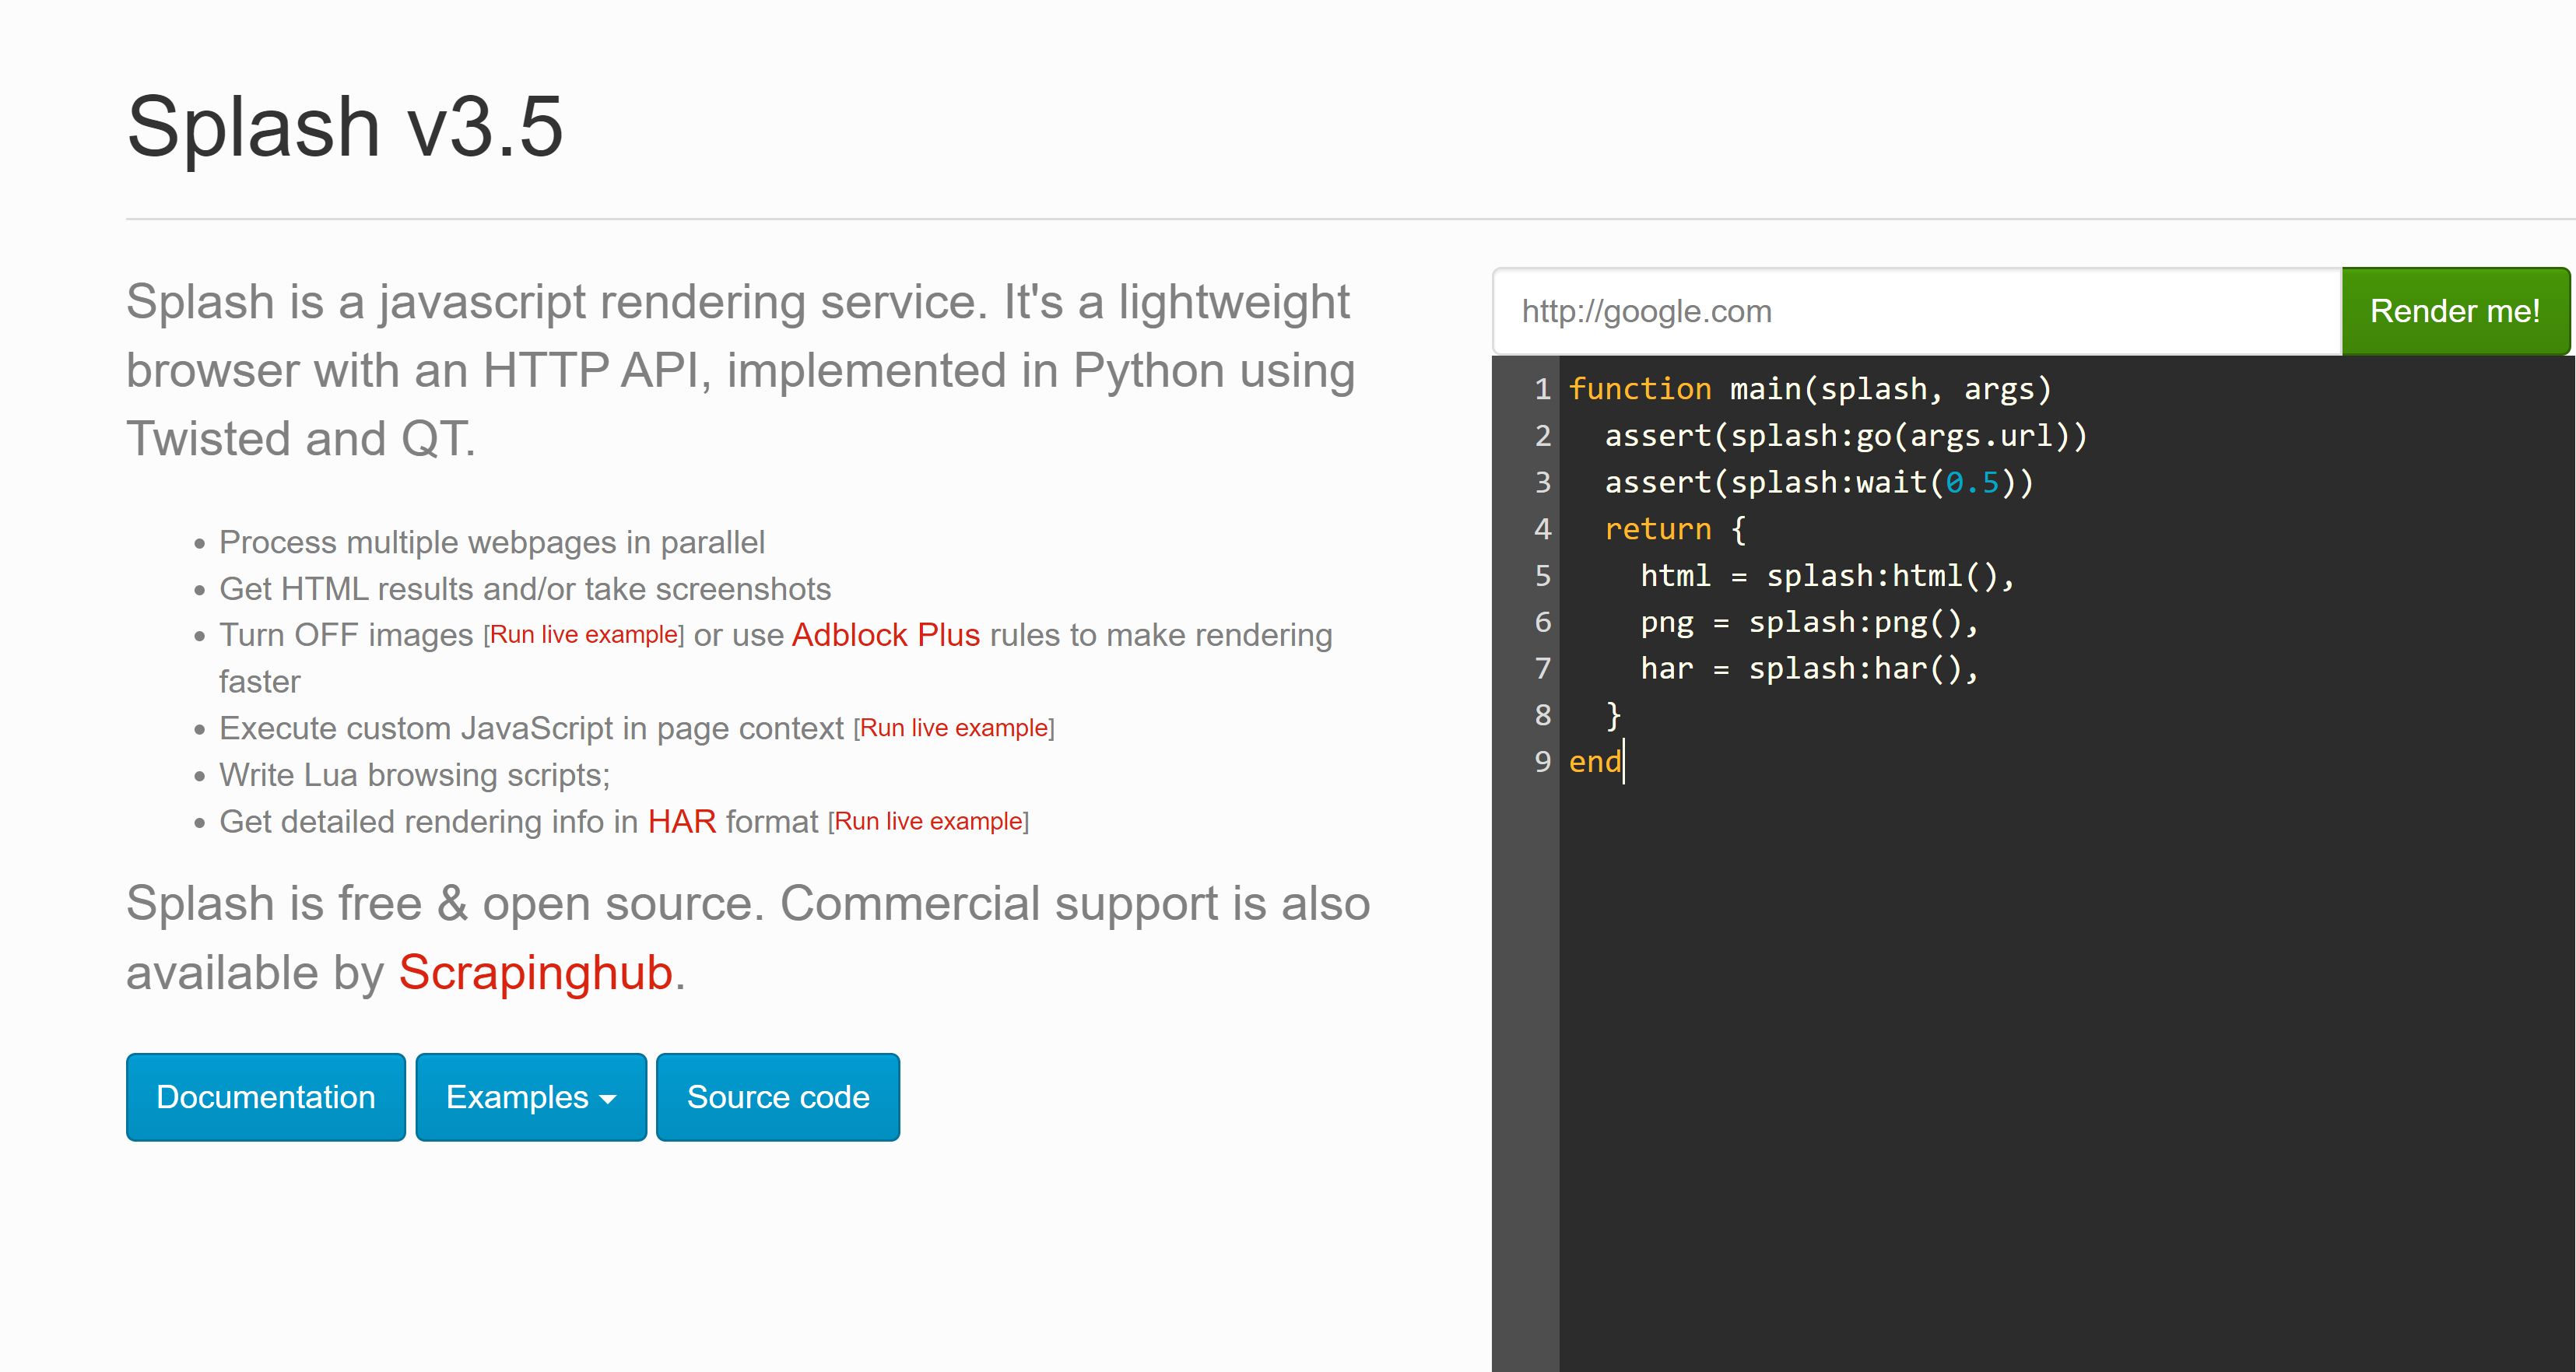 Splash v3.5
Splash is a javascript rendering service. It's a lightweight
browser with an HTTP API, implemented in Python using
Twisted and QT.
• Process multiple webpages in parallel
• Get HTML results and/or take screenshots
• Turn OFF images [Run live example] or use Adblock Plus rules to make rendering
faster
• Execute custom JavaScript in page context [Run live example]
• Write Lua browsing scripts;
• Get detailed rendering info in HAR format [Run live example]
Splash is free & open source. Commercial support is also
available by Scrapinghub.
Documentation Examples Source code
http://google.com Render me!
1 function main(splash, args)
2   assert(splash:go(args.url))
3   assert(splash:wait(0.5))
4   return {
5     html = splash:html(),
6     png = splash:png(),
7     har = splash:har(),
8   }
9 end